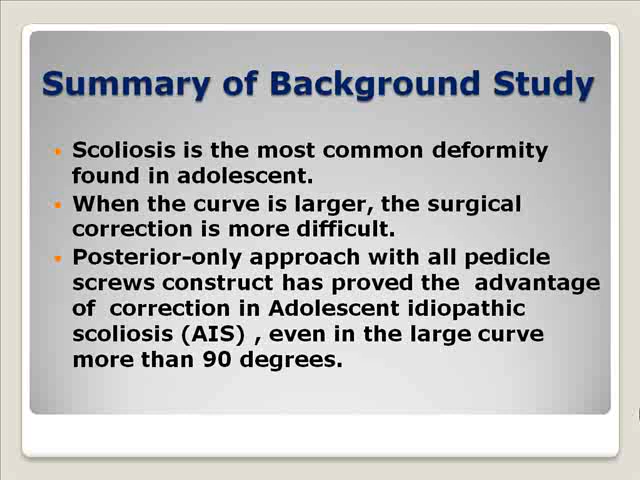 Summary of Background Study
Scoliosis is the most common deformity
found in adolescent.
When the curve is larger, the surgical
correction is more difficult.
Posterior-only approach with all pedicle
screws construct has proved the  advantage
of  correction in Adolescent idiopathic
scoliosis (AIS) , even in the large curve
more than 90 degrees.